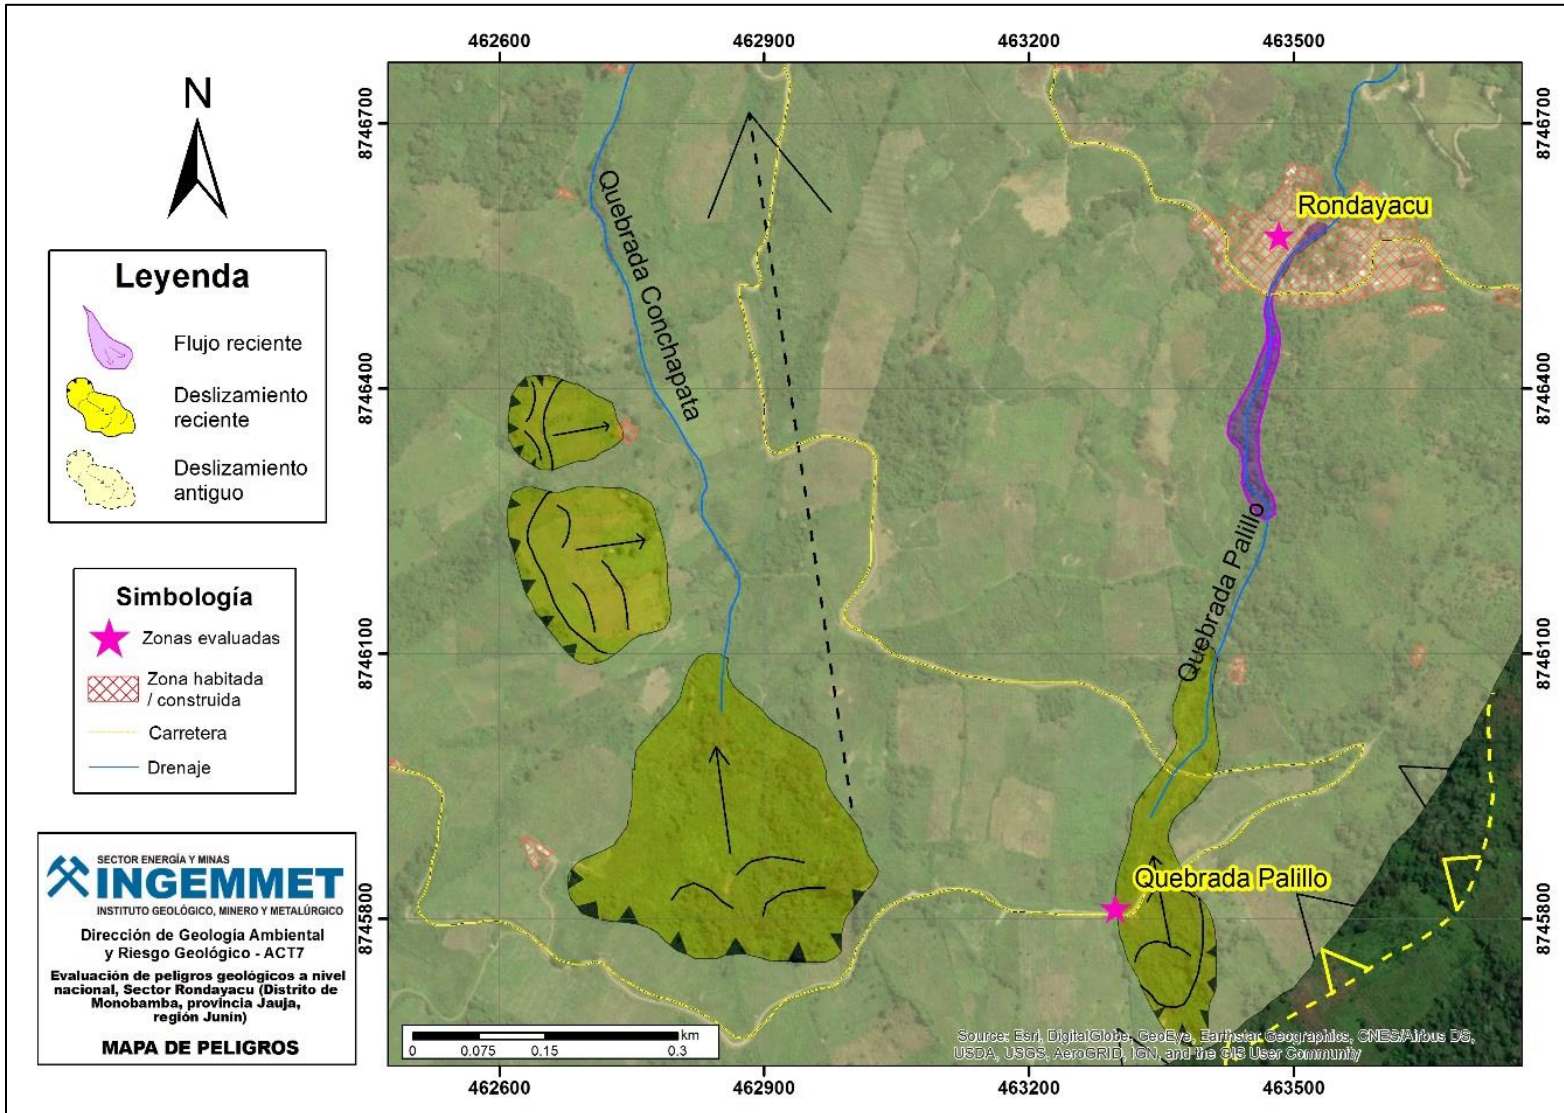 462600
462900
463200
463500
N
8746700
8746700
Rondayacu
Quebrada Conchapata
Leyenda
Flujo reciente
Deslizamiento
reciente
Deslizamiento
antiguo
8746400
8746400
Quebrada Palillo
Simbología
Zonas evaluadas
Zona habitada
/ construida
Carretera
Drenaje
8746100
8746100
Quebrada Palillo
8745800
8745800
SECTOR ENERGÍA Y MINAS
INGEMMET
INSTITUTO GEOLÓGICO, MINERO Y METALÚRGICO
Dirección de Geología Ambiental
y Riesgo Geológico - ACT7
Evaluación de peligros geológicos a nivel
nacional, Sector Rondayacu (Distrito de
Monobamba, provincia Jauja,
región Junín)
MAPA DE PELIGROS
km
0 0.075 0.15 0.3
Source: Esri, DigitalGlobe, GeoEye, Earthstar Geographics, CNES/Airbus DS,
USDA, USGS, AeroGRID, IGN, and the GIS User Community
462600
462900
463200
463500